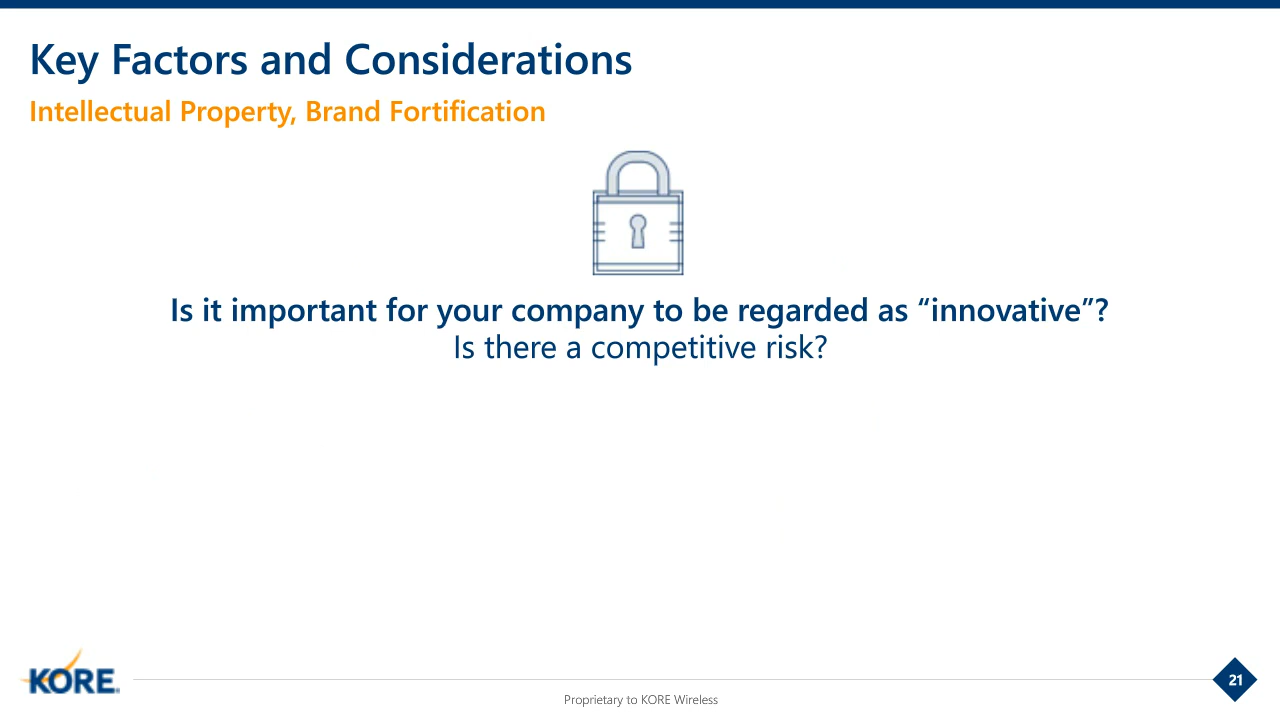 Key Factors and Considerations
Intellectual Property, Brand Fortification
Is it important for your company to be regarded as “innovative”?
Is there a competitive risk?
KORE
21
Proprietary to KORE Wireless